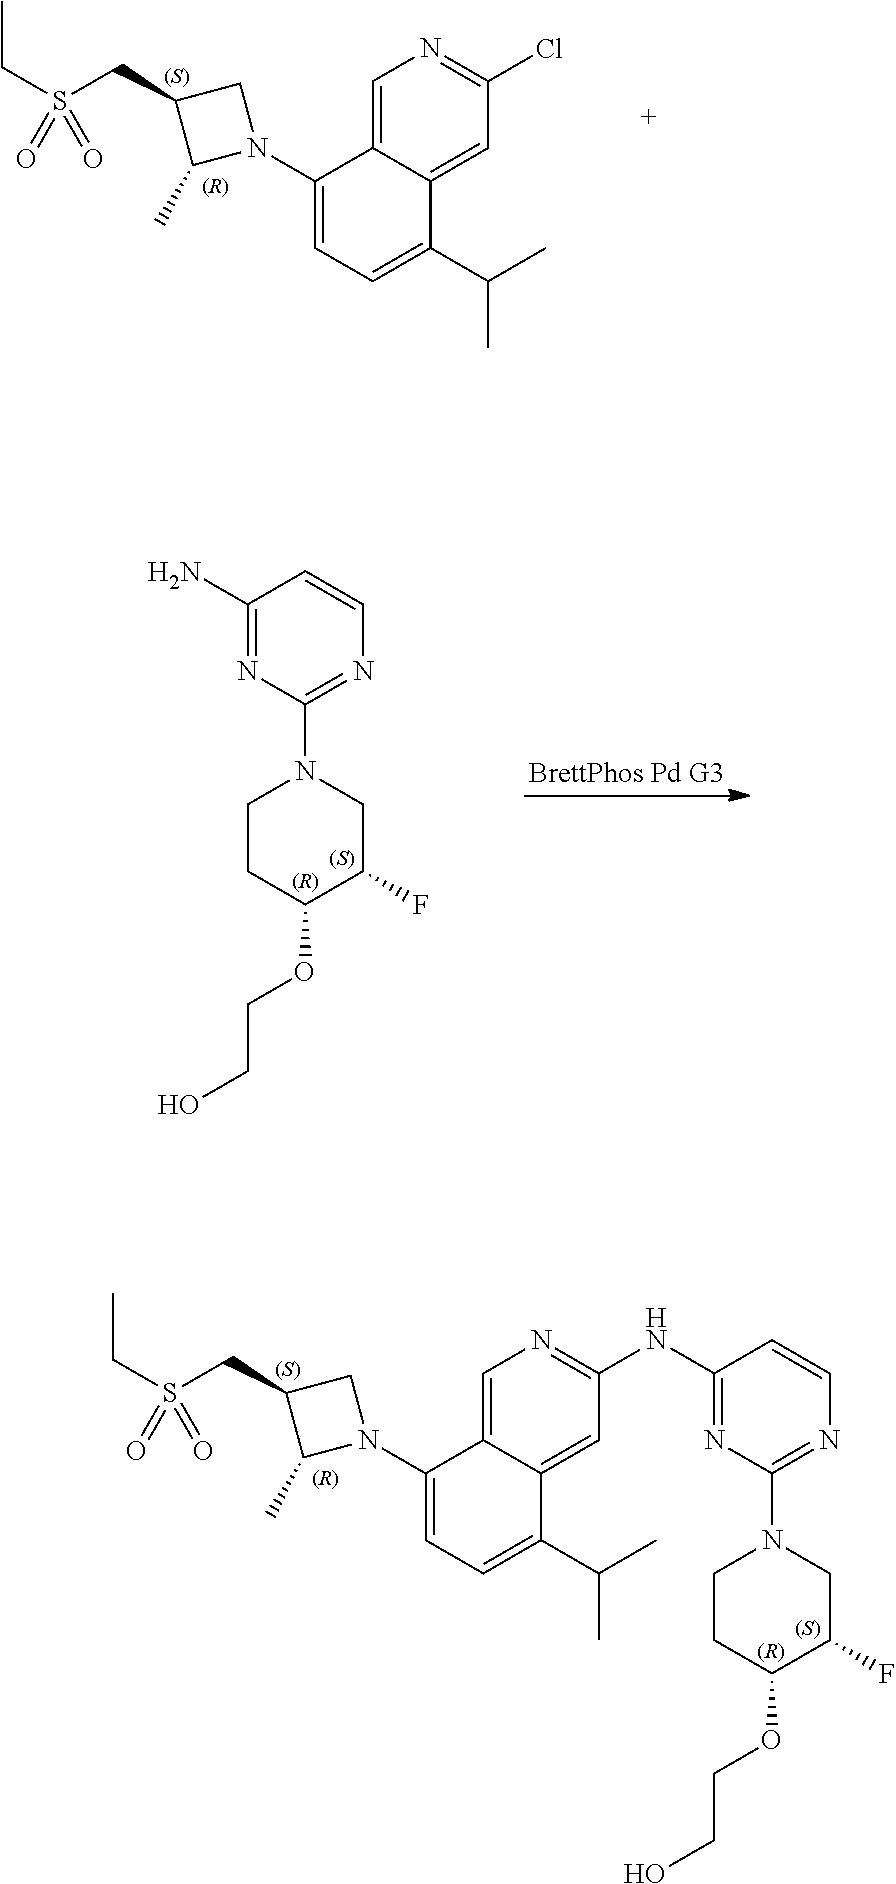 N Cl
(S)
S N
O O (R)
+
H₂N
N N
N
BrettPhos Pd G3
(S)
(R) F
O
HO
H
N N
(S)
S N N N
O O (R)
N
(S)
(R) F
O
HO